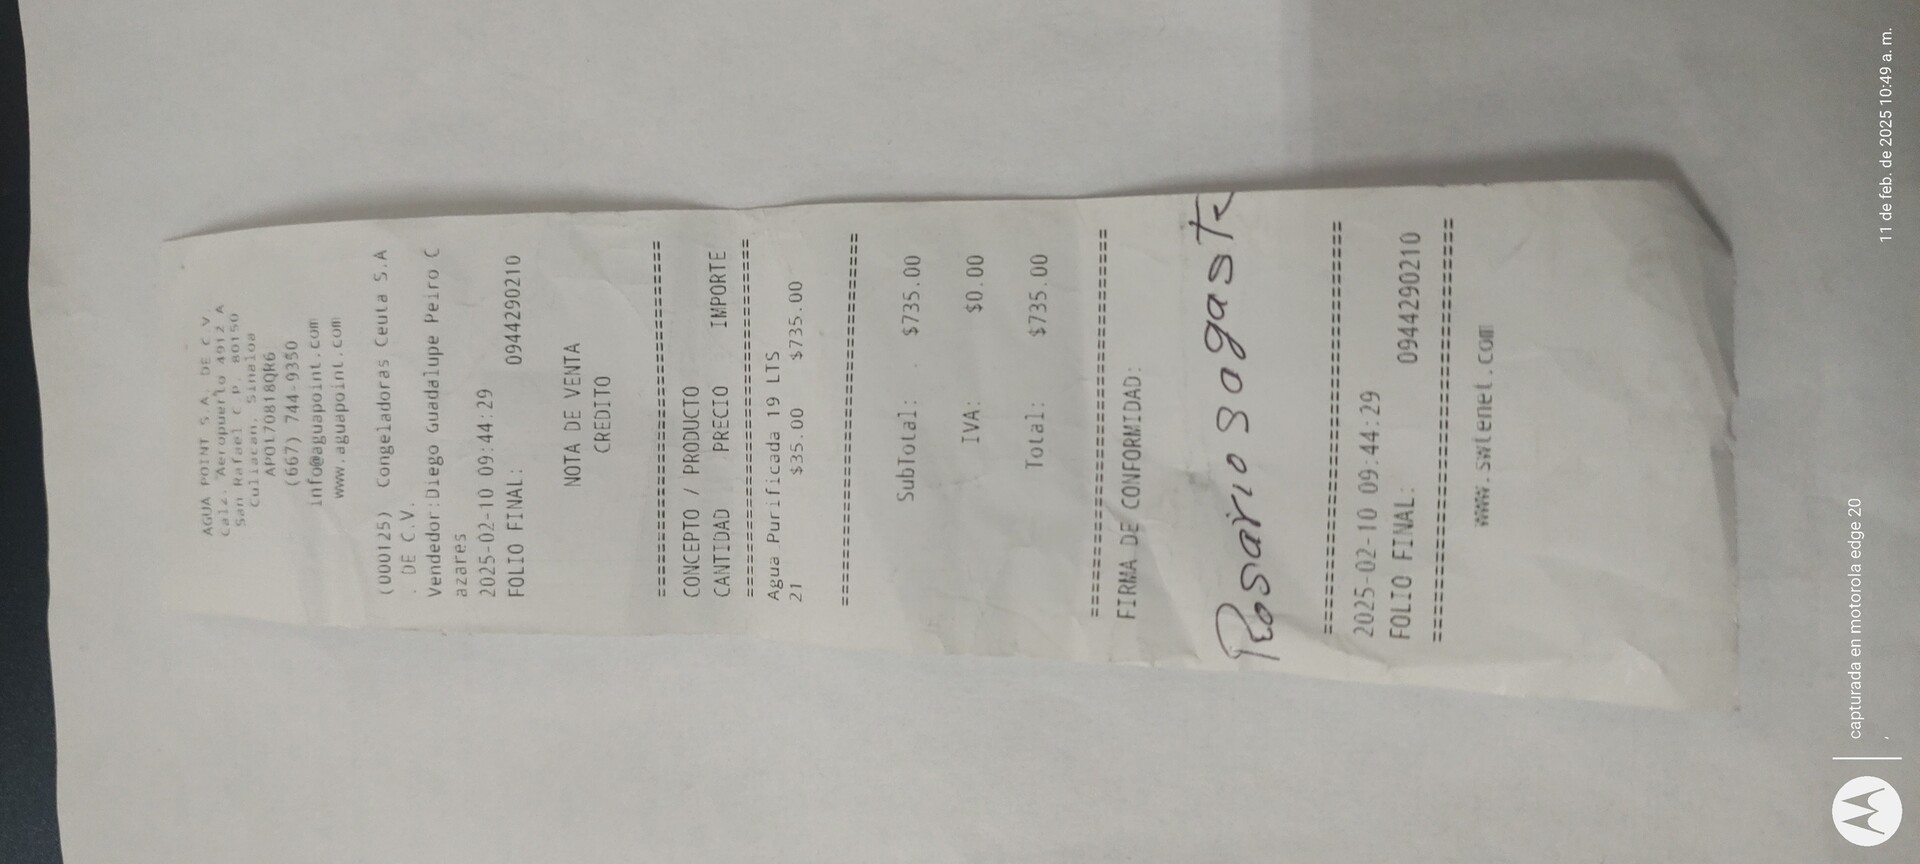 AGUA POINT S.A. DE C.V.
Calz. Aeropuerto 4912 A
San Rafael C.P. 80150
Culiacan, Sinaloa
APO170818QR6
(667) 744-9350
info@aguapoint.com
www.aguapoint.com
(000125) Congeladoras Ceuta S.A
. DE C.V.
Vendedor:Diego Guadalupe Peiro C
azares
2025-02-10 09:44:29
FOLIO FINAL: 0944290210
NOTA DE VENTA
CREDITO
================================
CONCEPTO / PRODUCTO
CANTIDAD PRECIO IMPORTE
================================
Agua Purificada 19 LTS
21 $35.00 $735.00
================================
SubTotal: $735.00
IVA: $0.00
Total: $735.00
================================
FIRMA DE CONFORMIDAD:
Rosario sagaste
================================
2025-02-10 09:44:29
FOLIO FINAL: 0944290210
================================
www.swtenet.com
capturada en motorola edge 20
11 de feb. de 2025 10:49 a. m.